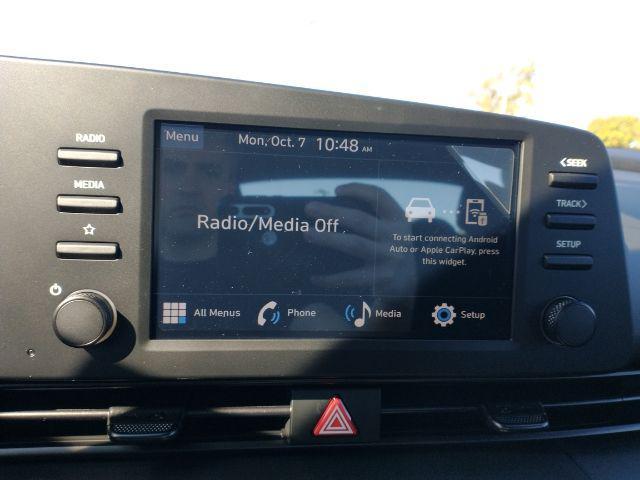 RADIO
MEDIA
Menu
Mon, Oct. 7 10:48 AM
Radio/Media Off
To start connecting Android
Auto or Apple CarPlay, press
this widget.
All Menus
Phone
Media
Setup
<SEEK
TRACK>
SETUP